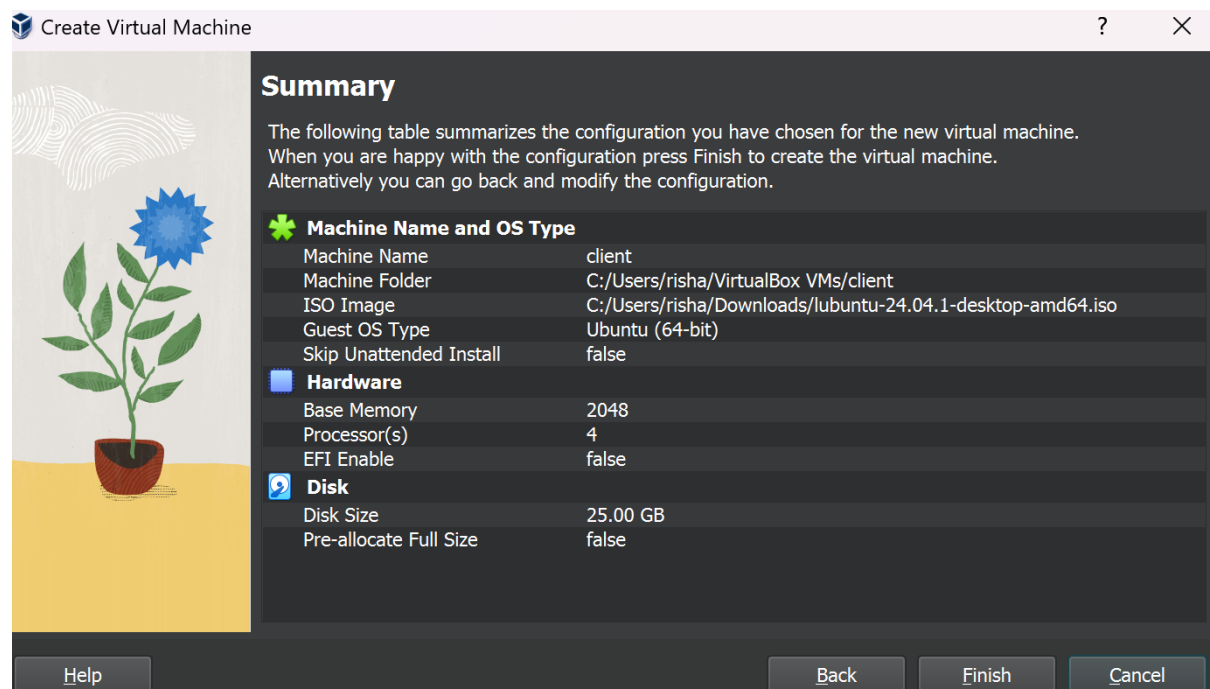 Create Virtual Machine ?
Summary
The following table summarizes the configuration you have chosen for the new virtual machine.
When you are happy with the configuration press Finish to create the virtual machine.
Alternatively you can go back and modify the configuration.
Machine Name and OS Type
Machine Name client
Machine Folder C:/Users/risha/VirtualBox VMs/client
ISO Image C:/Users/risha/Downloads/lubuntu-24.04.1-desktop-amd64.iso
Guest OS Type Ubuntu (64-bit)
Skip Unattended Install false
Hardware
Base Memory 2048
Processor(s) 4
EFI Enable false
Disk
Disk Size 25.00 GB
Pre-allocate Full Size false
Help Back Finish Cancel